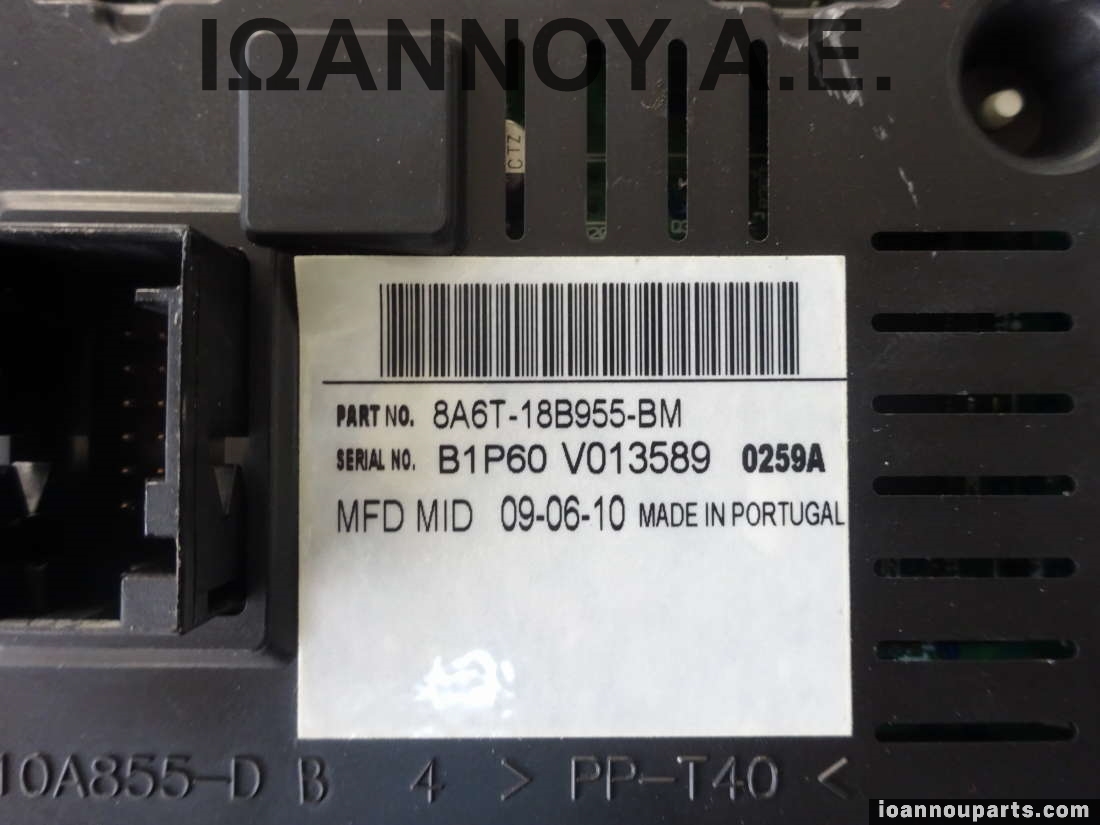 ΙΩΑΝΝΟΥ Α.Ε.
CTZ
PART NO. 8A6T-18B955-BM
SERIAL NO. B1P60 V013589 0259A
MFD MID 09-06-10 MADE IN PORTUGAL
10A855-D B 4 > PP-T40 <
ioannouparts.com